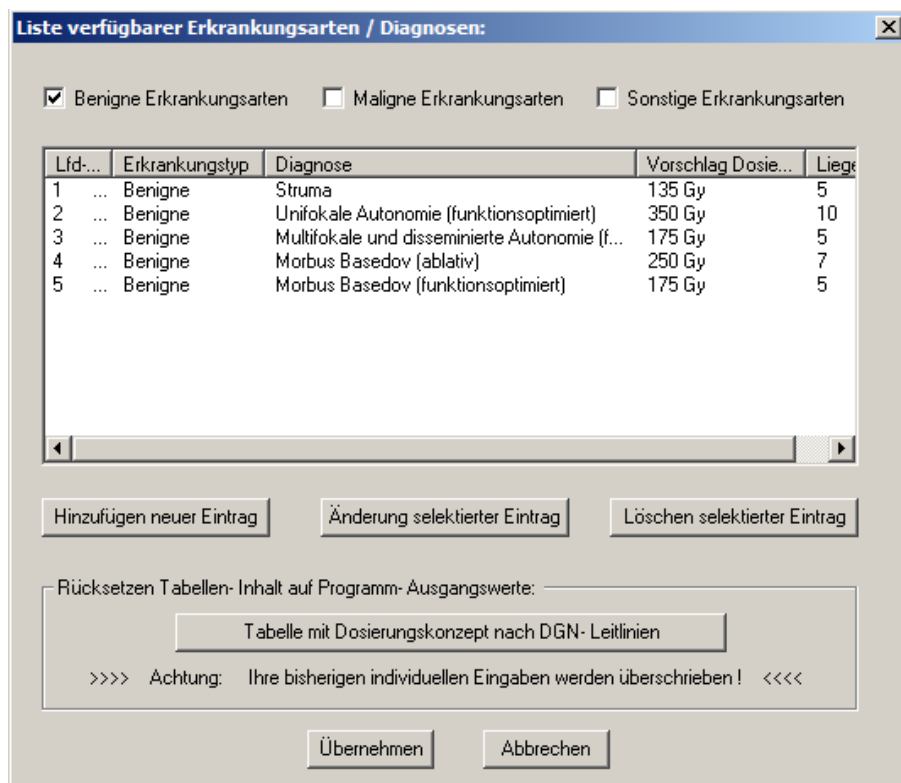 Liste verfügbarer Erkrankungsarten / Diagnosen:
Benigne Erkrankungsarten Maligne Erkrankungsarten Sonstige Erkrankungsarten
Lfd-... Erkrankungstyp Diagnose Vorschlag Dosie... Liege
1 ... Benigne Struma 135 Gy 5
2 ... Benigne Unifokale Autonomie (funktionsoptimiert) 350 Gy 10
3 ... Benigne Multifokale und disseminierte Autonomie (f... 175 Gy 5
4 ... Benigne Morbus Basedov (ablativ) 250 Gy 7
5 ... Benigne Morbus Basedov (funktionsoptimiert) 175 Gy 5
Hinzufügen neuer Eintrag Änderung selektierter Eintrag Löschen selektierter Eintrag
Rücksetzen Tabellen- Inhalt auf Programm- Ausgangswerte:
Tabelle mit Dosierungskonzept nach DGN- Leitlinien
>>>> Achtung: Ihre bisherigen individuellen Eingaben werden überschrieben ! <<<<
Übernehmen Abbrechen